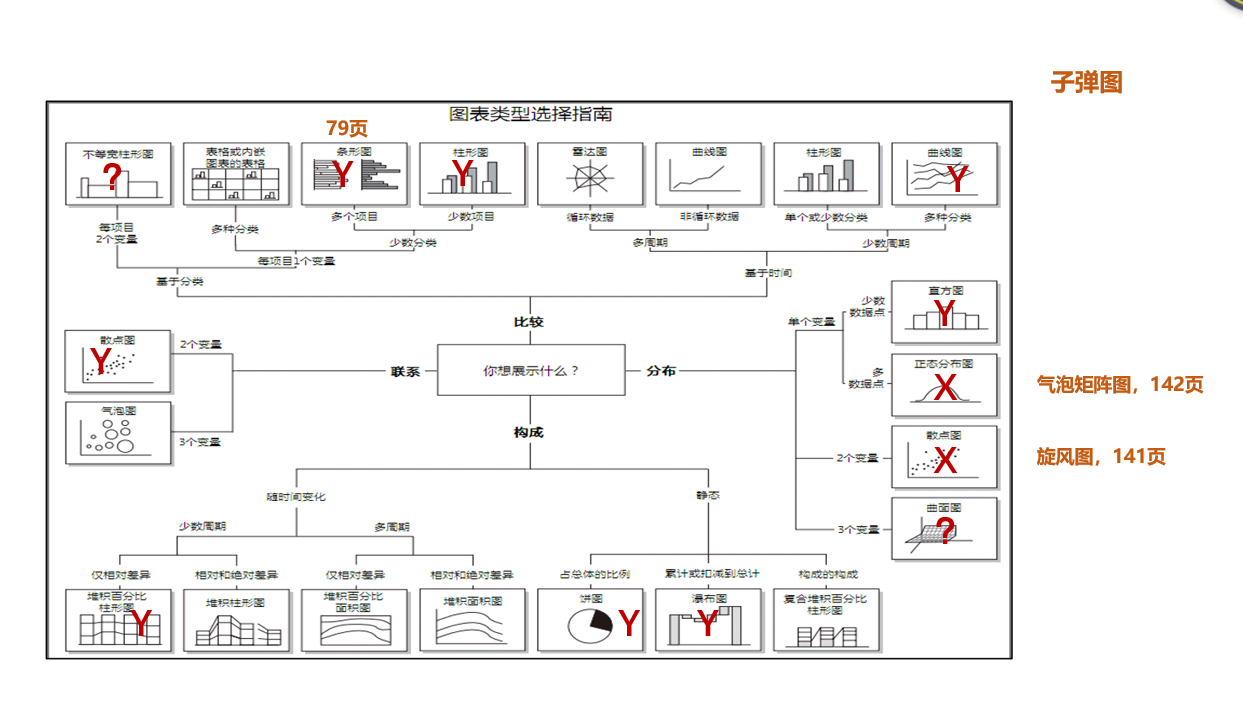 子弹图
图表类型选择指南
79页
不等宽柱形图
?
表格或内嵌
图表的表格
条形图
Y
柱形图
Y
雷达图
曲线图
柱形图
曲线图
Y
每项目
2个变量
多种分类
多个项目
少数项目
循环数据
非循环数据
单个或少数分类
多种分类
少数分类
多周期
少数周期
每项目1个变量
基于分类
基于时间
比较
散点图
Y
2个变量
联系
你想展示什么？
分布
单个变量
少数
数据点
直方图
Y
多
数据点
正态分布图
X
气泡矩阵图，142页
气泡图
3个变量
构成
2个变量
散点图
X
旋风图，141页
3个变量
曲面图
?
随时间变化
静态
少数周期
多周期
仅相对差异
相对和绝对差异
仅相对差异
相对和绝对差异
占总体的比例
累计或扣减到总计
构成的构成
堆积百分比
柱形图
Y
堆积柱形图
堆积百分比
面积图
堆积面积图
饼图
Y
瀑布图
Y
复合堆积百分比
柱形图